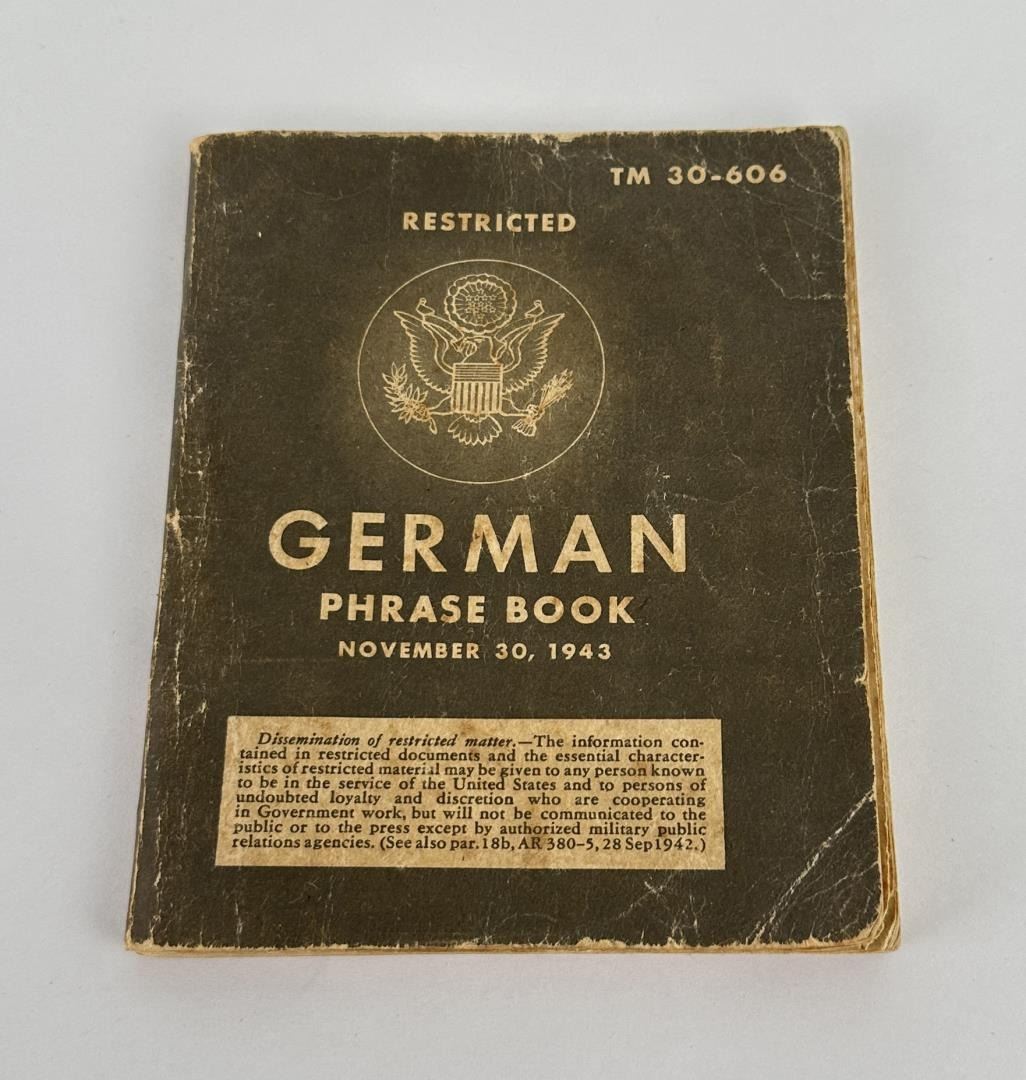 TM 30-606
RESTRICTED
GERMAN
PHRASE BOOK
NOVEMBER 30, 1943
Dissemination of restricted matter.—The information con-
tained in restricted documents and the essential character-
istics of restricted material may be given to any person known
to be in the service of the United States and to persons of
undoubted loyalty and discretion who are cooperating
in Government work, but will not be communicated to the
public or to the press except by authorized military public
relations agencies. (See also par. 18b, AR 380-5, 28 Sep 1942.)